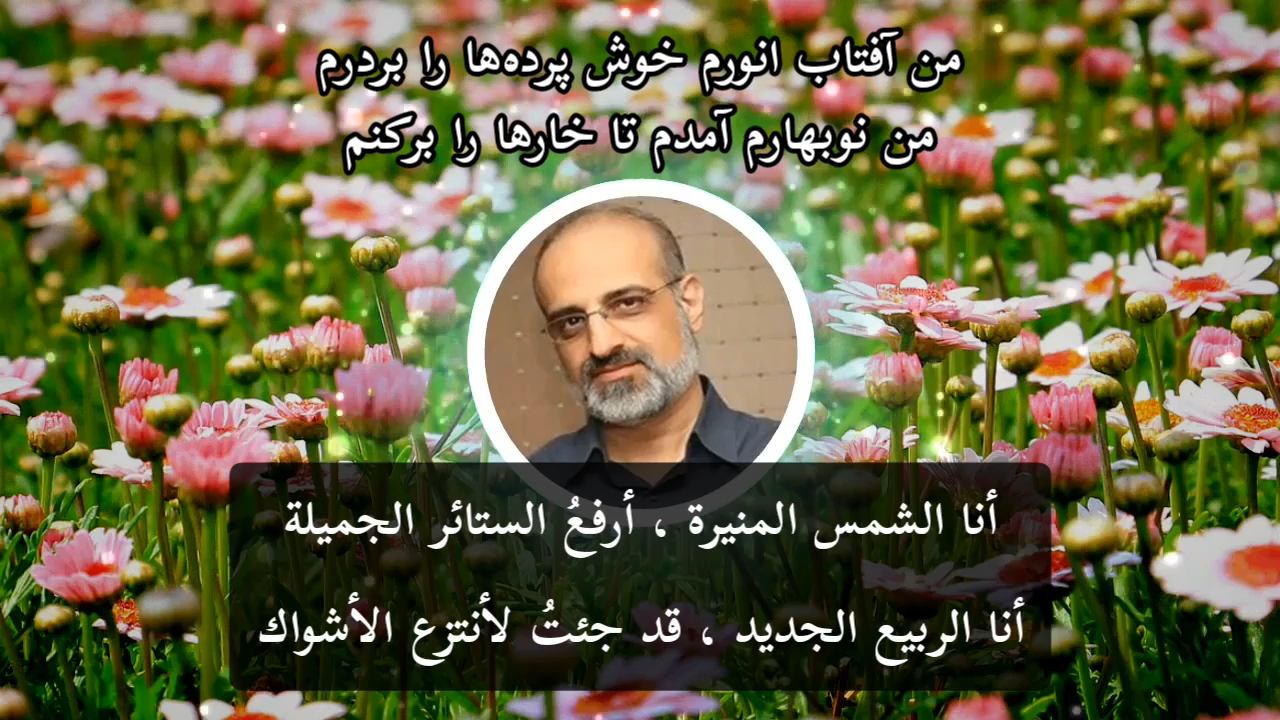 من آفتاب انورم خوش پرده‌ها را بردرم
من نوبهارم آمدم تا خارها را برکنم
أنا الشمس المنيرة ، أرفعُ الستائر الجميلة
أنا الربيع الجديد ، قد جئتُ لأنتزع الأشواك